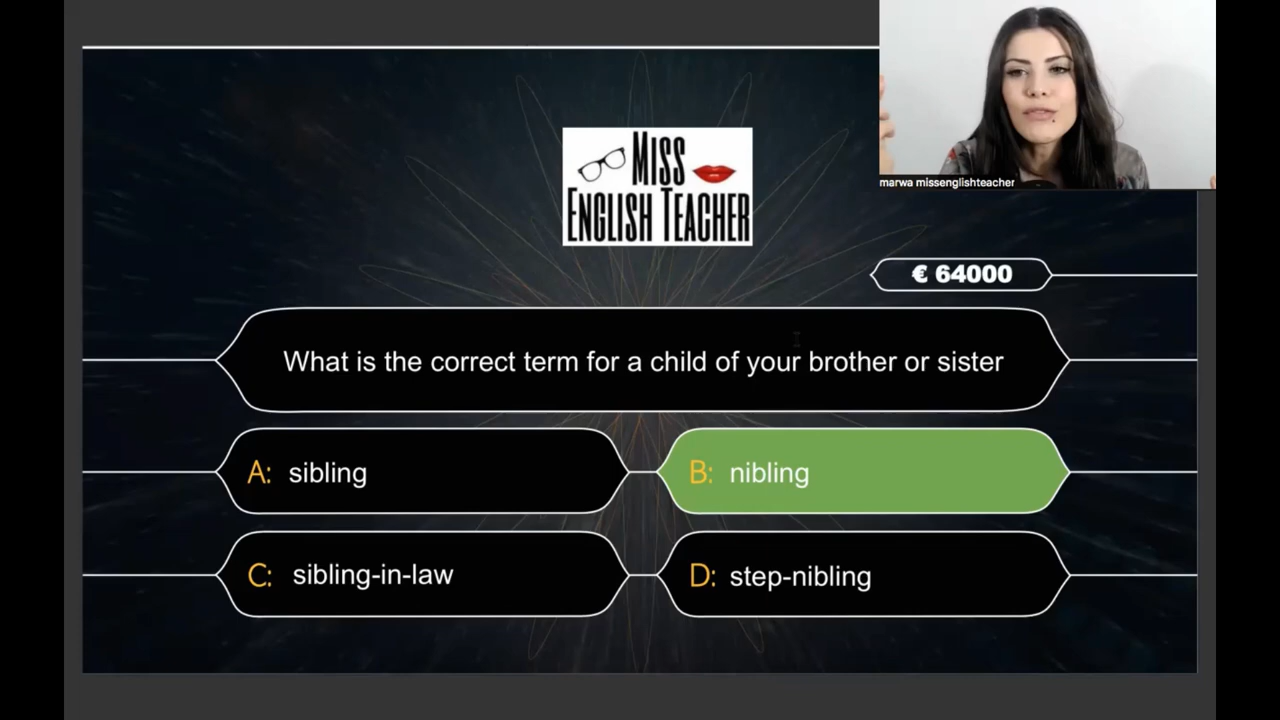 MISS
ENGLISH TEACHER
marwa missenglishteacher
€ 64000
What is the correct term for a child of your brother or sister
A: sibling
B: nibling
C: sibling-in-law
D: step-nibling